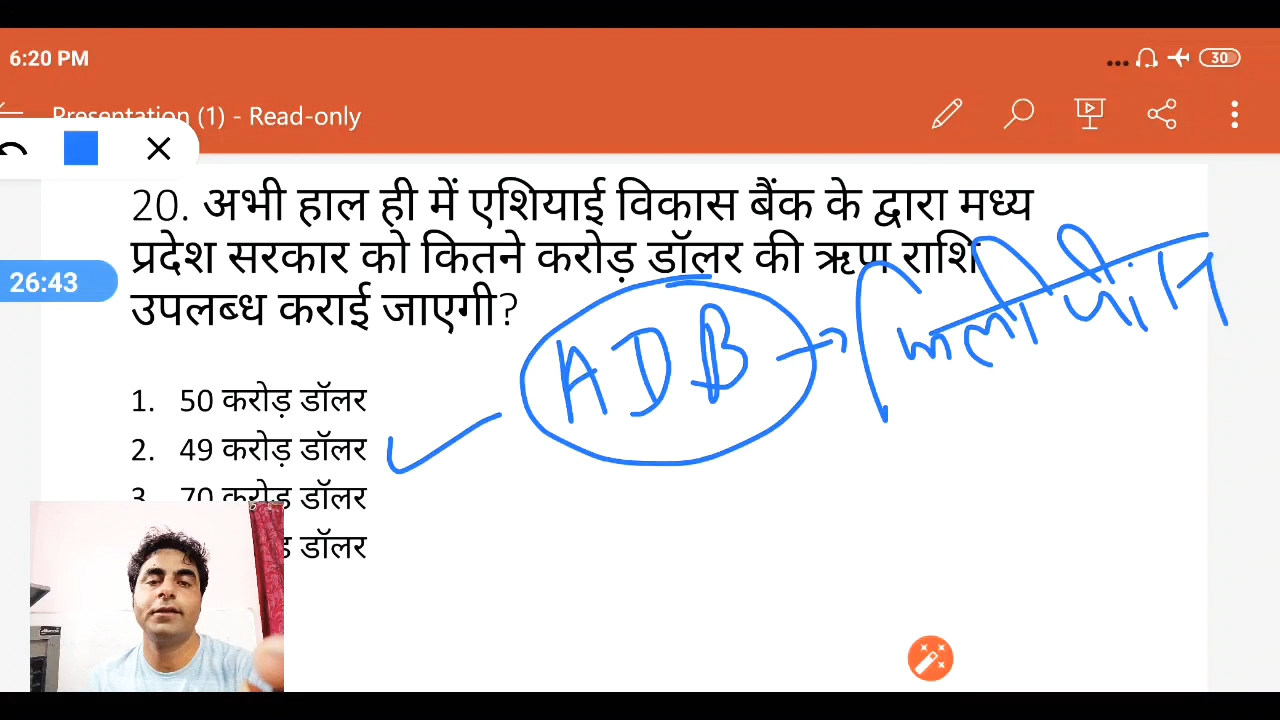 6:20 PM
30
Presentation (1) - Read-only
20. अभी हाल ही में एशियाई विकास बैंक के द्वारा मध्य
प्रदेश सरकार को कितने करोड़ डॉलर की ऋण राशि
26:43
उपलब्ध कराई जाएगी?
ADB
1. 50 करोड़ डॉलर
2. 49 करोड़ डॉलर
3. 70 करोड़ डॉलर
डॉलर